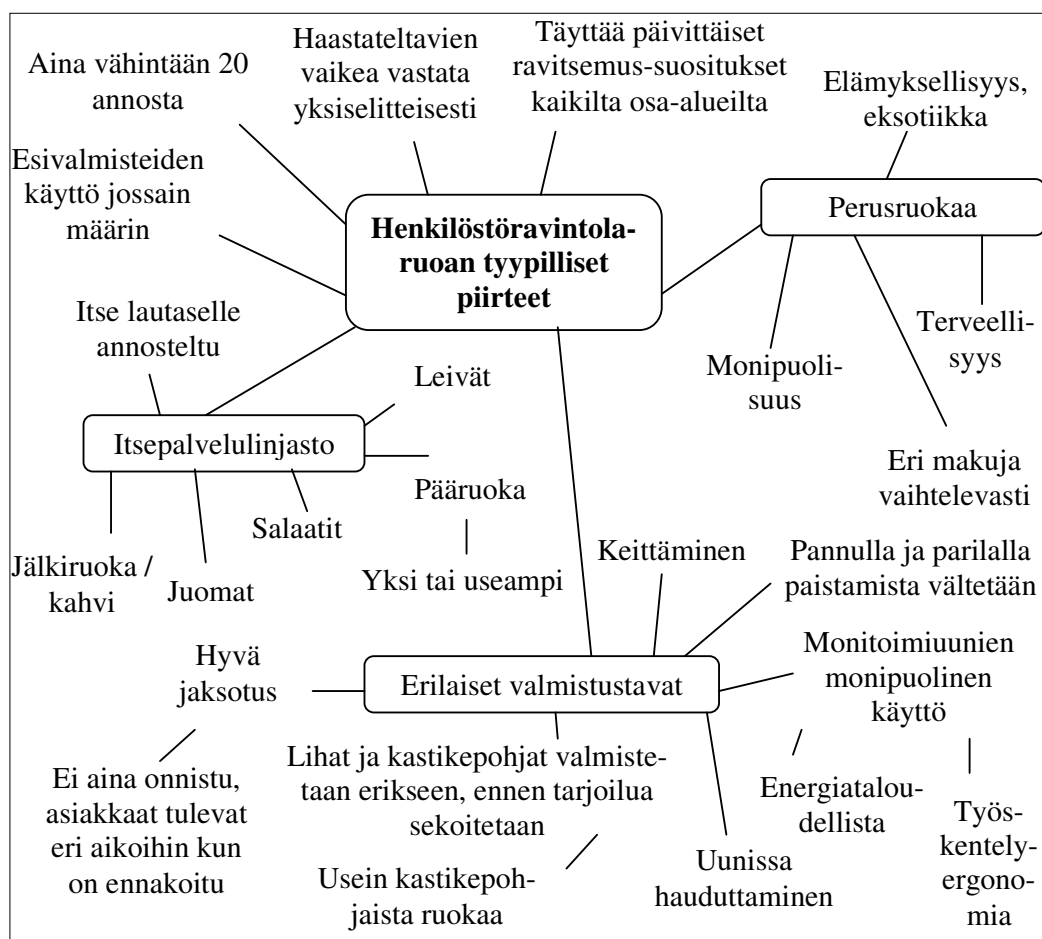 Aina vähintään 20
annosta
Haastateltavien
vaikea vastata
yksiselitteisesti
Täyttää päivittäiset
ravitsemus-suositukset
kaikilta osa-alueilta
Elämyksellisyys,
eksotiikka
Esivalmisteiden
käyttö jossain
määrin
Henkilöstöravintola-
ruoan tyypilliset
piirteet
Perusruokaa
Itse lautaselle
annosteltu
Leivät
Monipuoli-
suus
Terveelli-
syys
Itsepalvelulinjasto
Eri makuja
vaihtelevasti
Pääruoka
Salaatit
Jälkiruoka /
kahvi
Juomat
Yksi tai useampi
Keittäminen
Pannulla ja parilalla
paistamista vältetään
Hyvä
jaksotus
Erilaiset valmistustavat
Monitoimiuunien
monipuolinen
käyttö
Ei aina onnistu,
asiakkaat tulevat
eri aikoihin kun
on ennakoitu
Lihat ja kastikepohjat valmiste-
taan erikseen, ennen tarjoilua
sekoitetaan
Usein kastikepoh-
jaista ruokaa
Uunissa
hauduttaminen
Energiatalou-
dellista
Työs-
kentely-
ergono-
mia